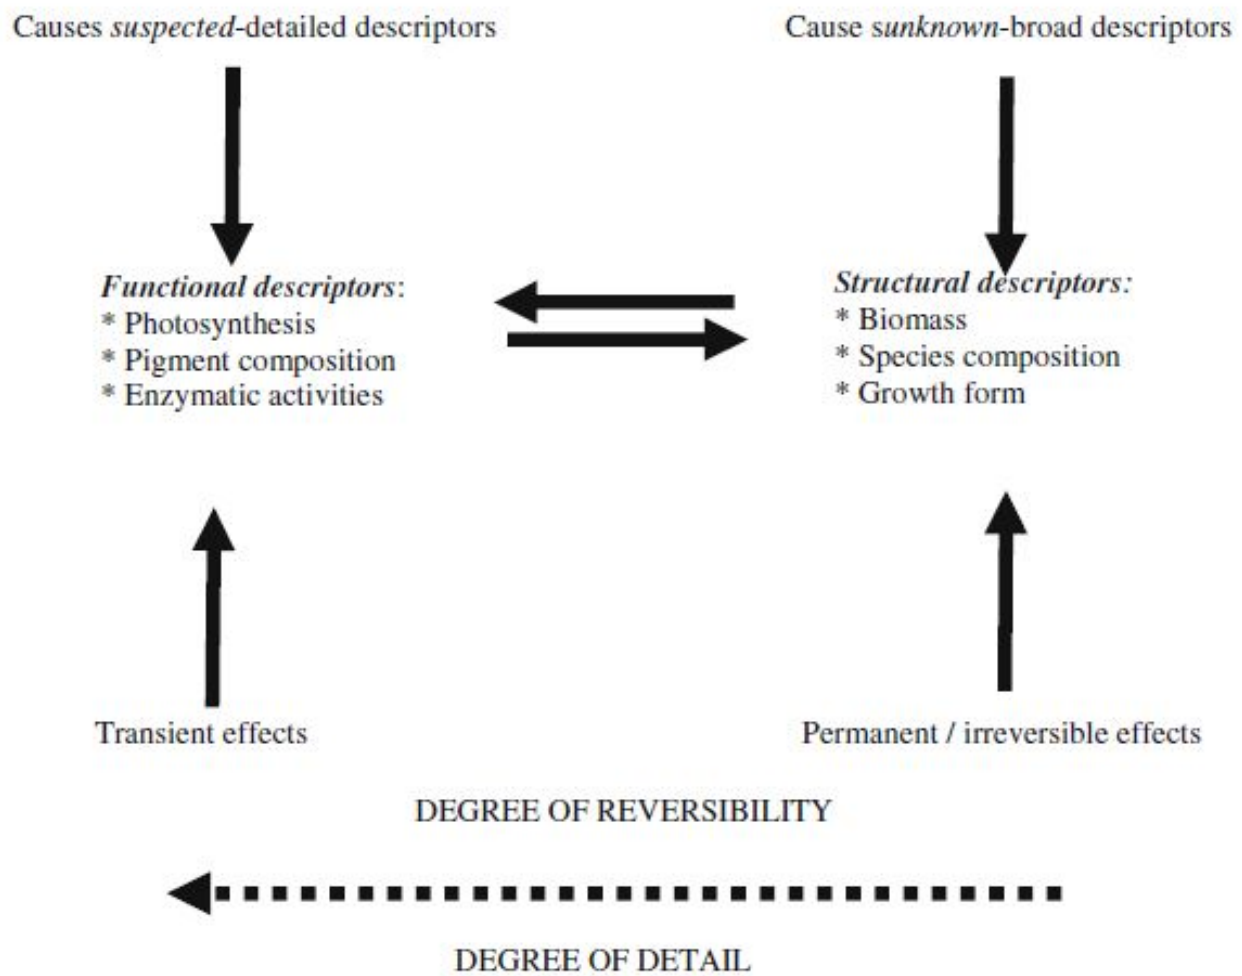 Causes suspected-detailed descriptors
Cause sunknown-broad descriptors
Functional descriptors:
* Photosynthesis
* Pigment composition
* Enzymatic activities
Structural descriptors:
* Biomass
* Species composition
* Growth form
Transient effects
Permanent / irreversible effects
DEGREE OF REVERSIBILITY
DEGREE OF DETAIL